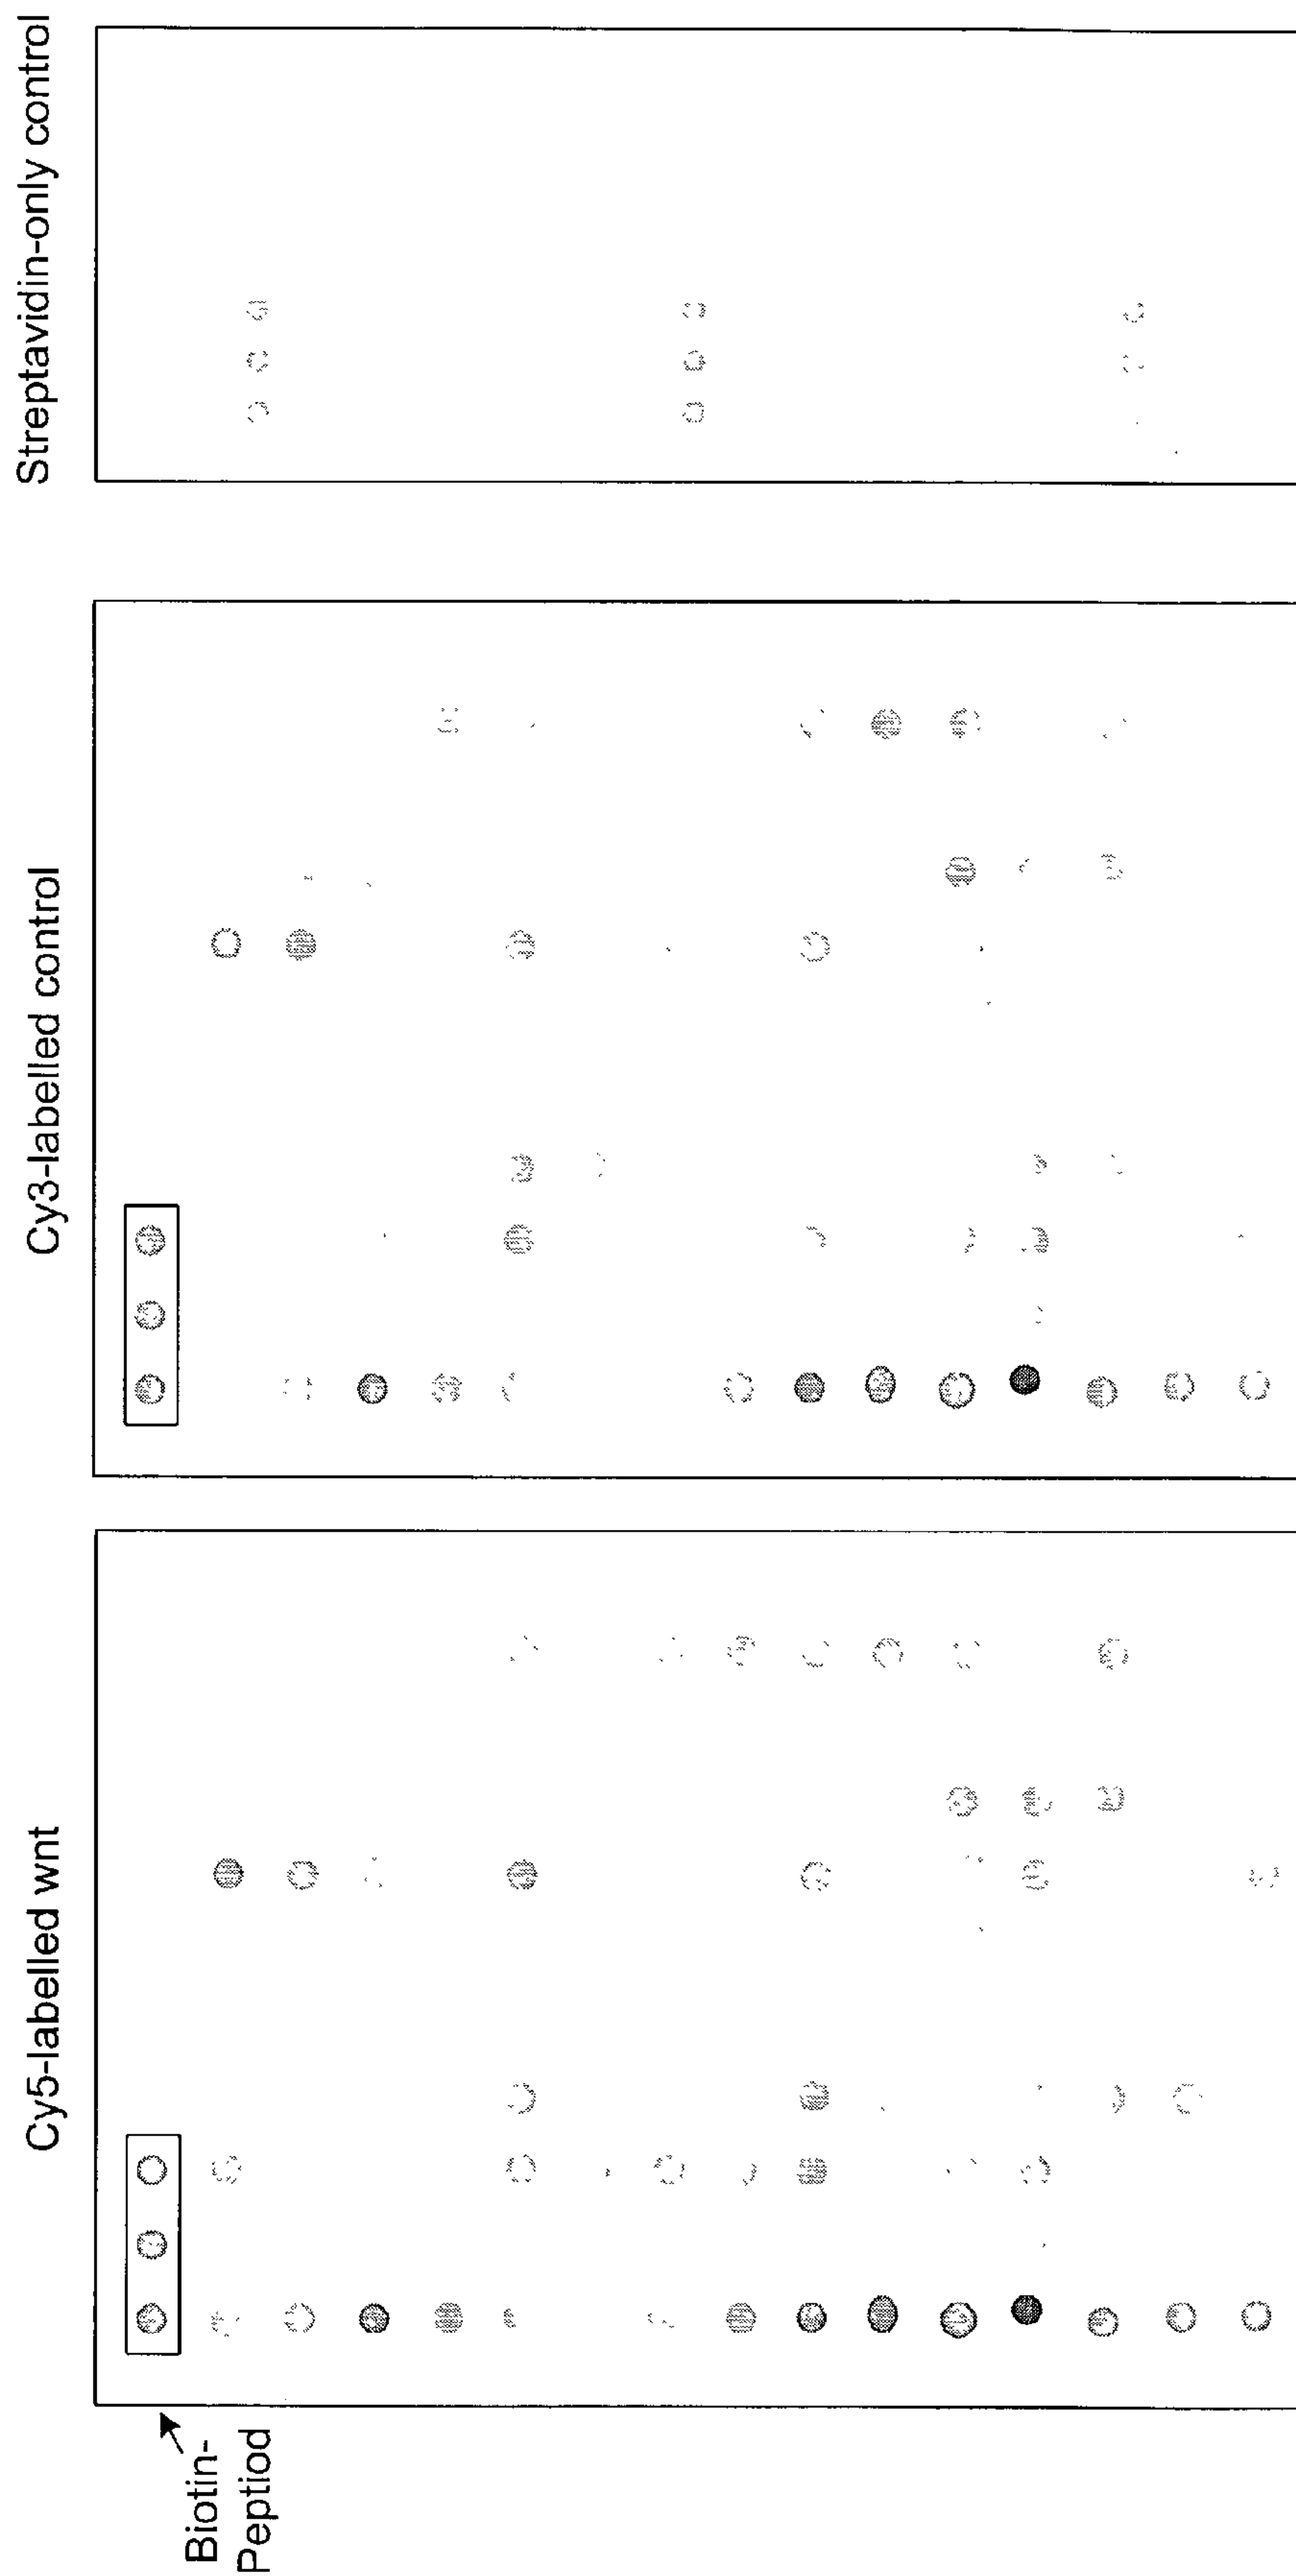 Biotin-
Peptiod
Cy5-labelled wnt
Cy3-labelled control
Streptavidin-only control